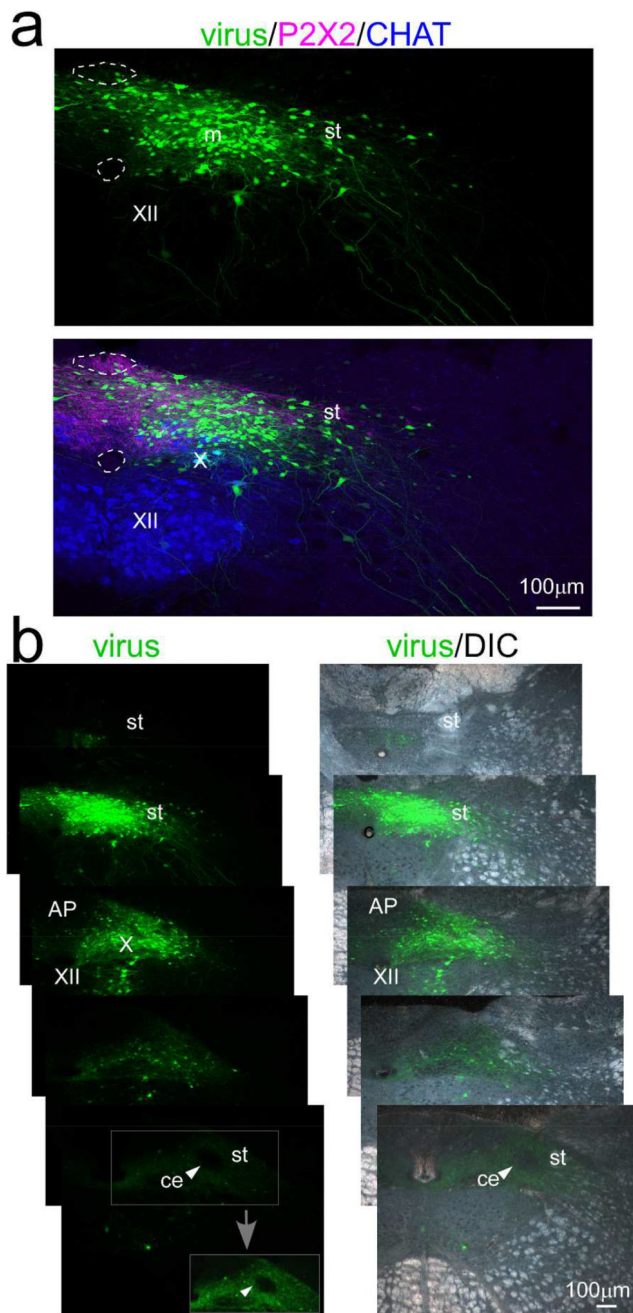 a
virus/P2X2/CHAT
m
st
XII
st
X
XII
100μm
b
virus
virus/DIC
st
st
st
st
AP
X
XII
AP
XII
st
ce
st
ce
100μm